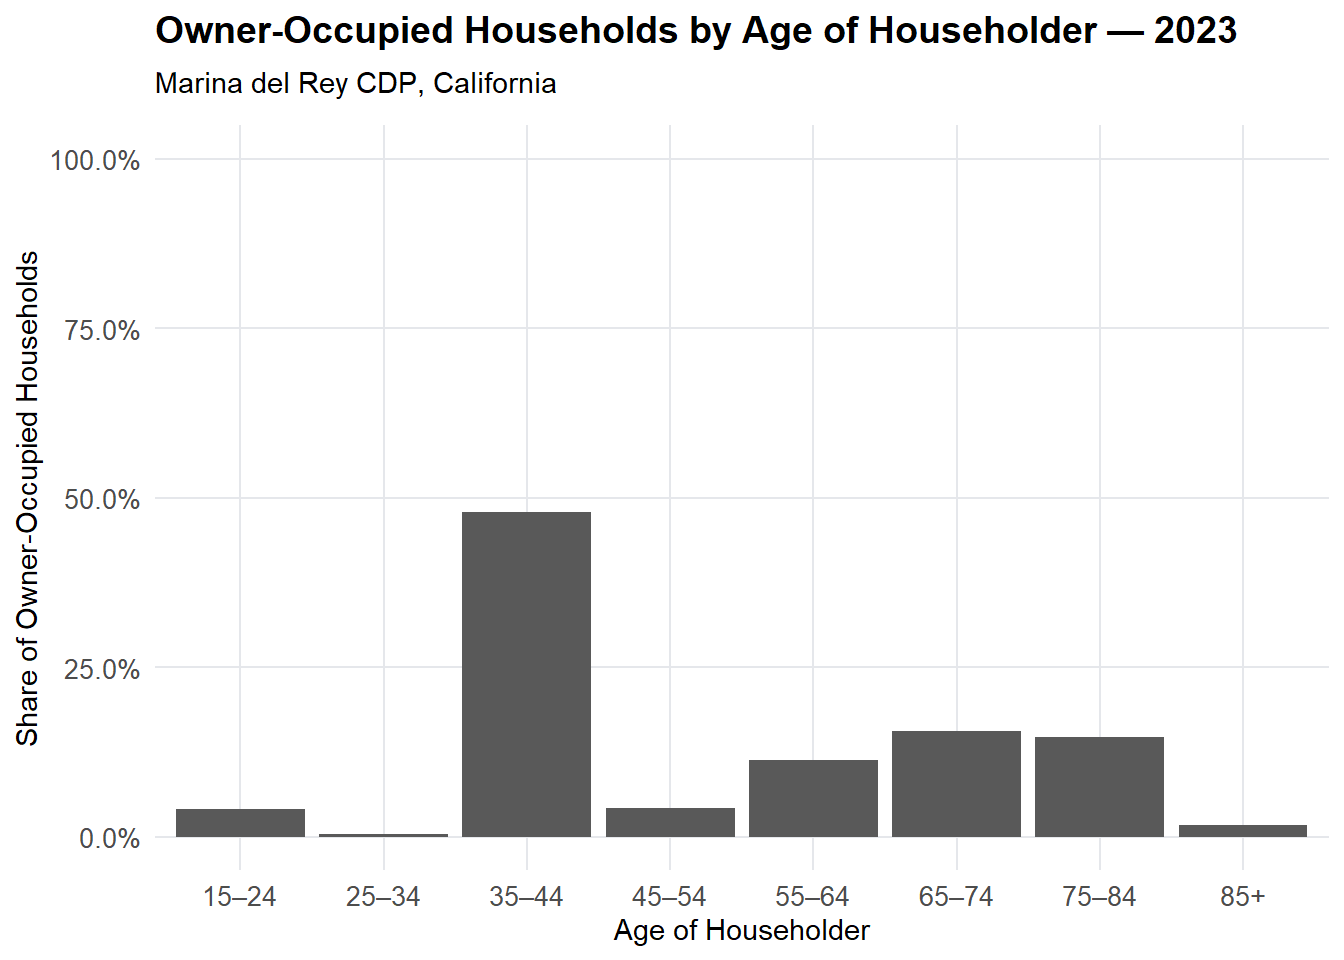 Owner-Occupied Households by Age of Householder — 2023
Marina del Rey CDP, California
Share of Owner-Occupied Households
100.0%
75.0%
50.0%
25.0%
0.0%
15–24 25–34 35–44 45–54 55–64 65–74 75–84 85+
Age of Householder